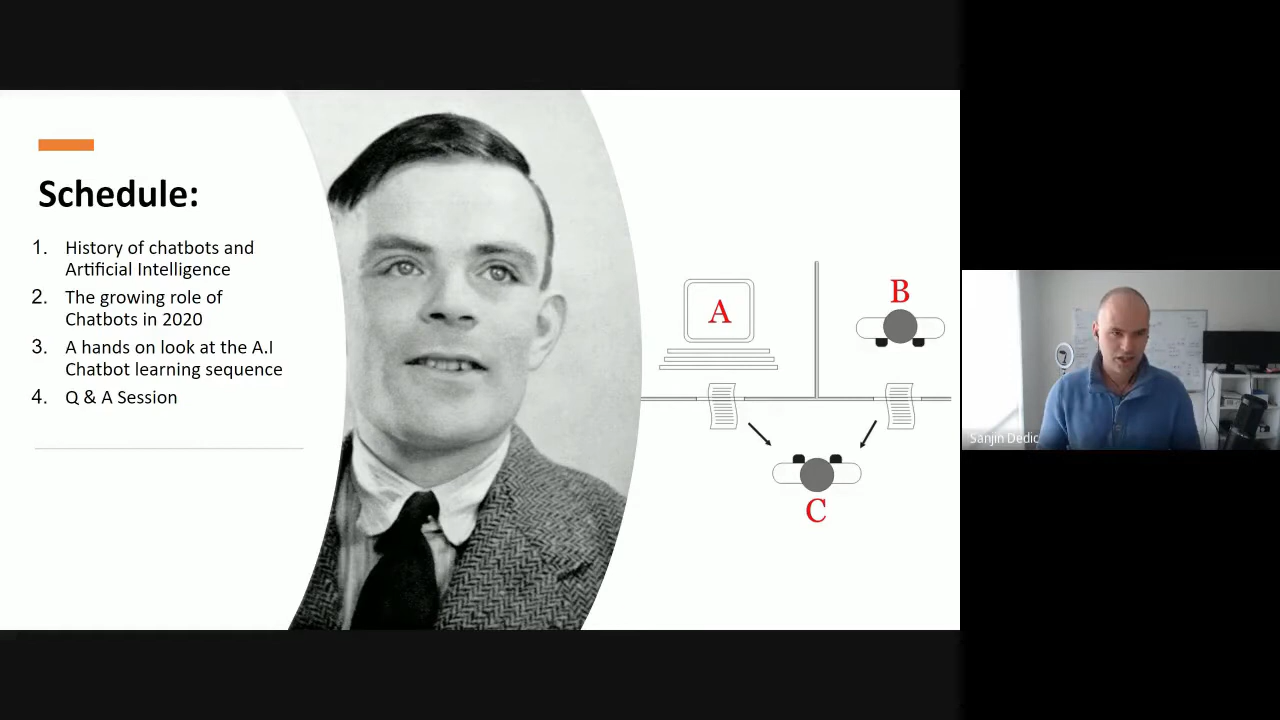 Schedule:
1. History of chatbots and
Artificial Intelligence
2. The growing role of
Chatbots in 2020
3. A hands on look at the A.I
Chatbot learning sequence
4. Q & A Session
A
B
C
Sanjin Dedic